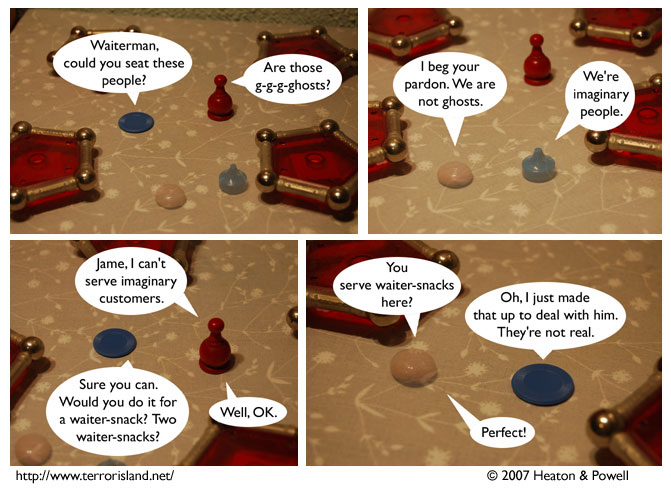 Waiterman,
could you seat these
people?
Are those
g-g-g-ghosts?
I beg your
pardon. We are
not ghosts.
We're
imaginary
people.
Jame, I can't
serve imaginary
customers.
Sure you can.
Would you do it for
a waiter-snack? Two
waiter-snacks?
Well, OK.
You
serve waiter-snacks
here?
Oh, I just made
that up to deal with him.
They're not real.
Perfect!
http://www.terrorisland.net/
© 2007 Heaton & Powell